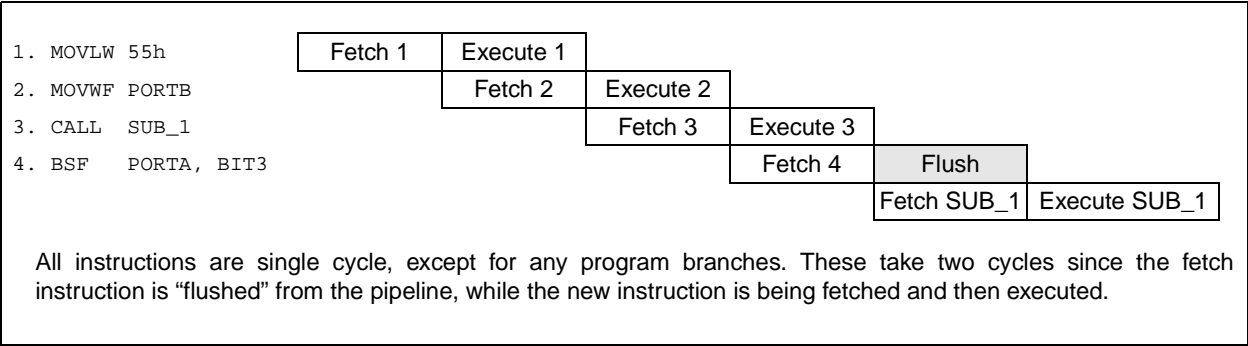 1. MOVLW 55h Fetch 1 Execute 1
2. MOVWF PORTB Fetch 2 Execute 2
3. CALL SUB_1 Fetch 3 Execute 3
4. BSF PORTA, BIT3 Fetch 4 Flush
Fetch SUB_1 Execute SUB_1
All instructions are single cycle, except for any program branches. These take two cycles since the fetch
instruction is “flushed” from the pipeline, while the new instruction is being fetched and then executed.